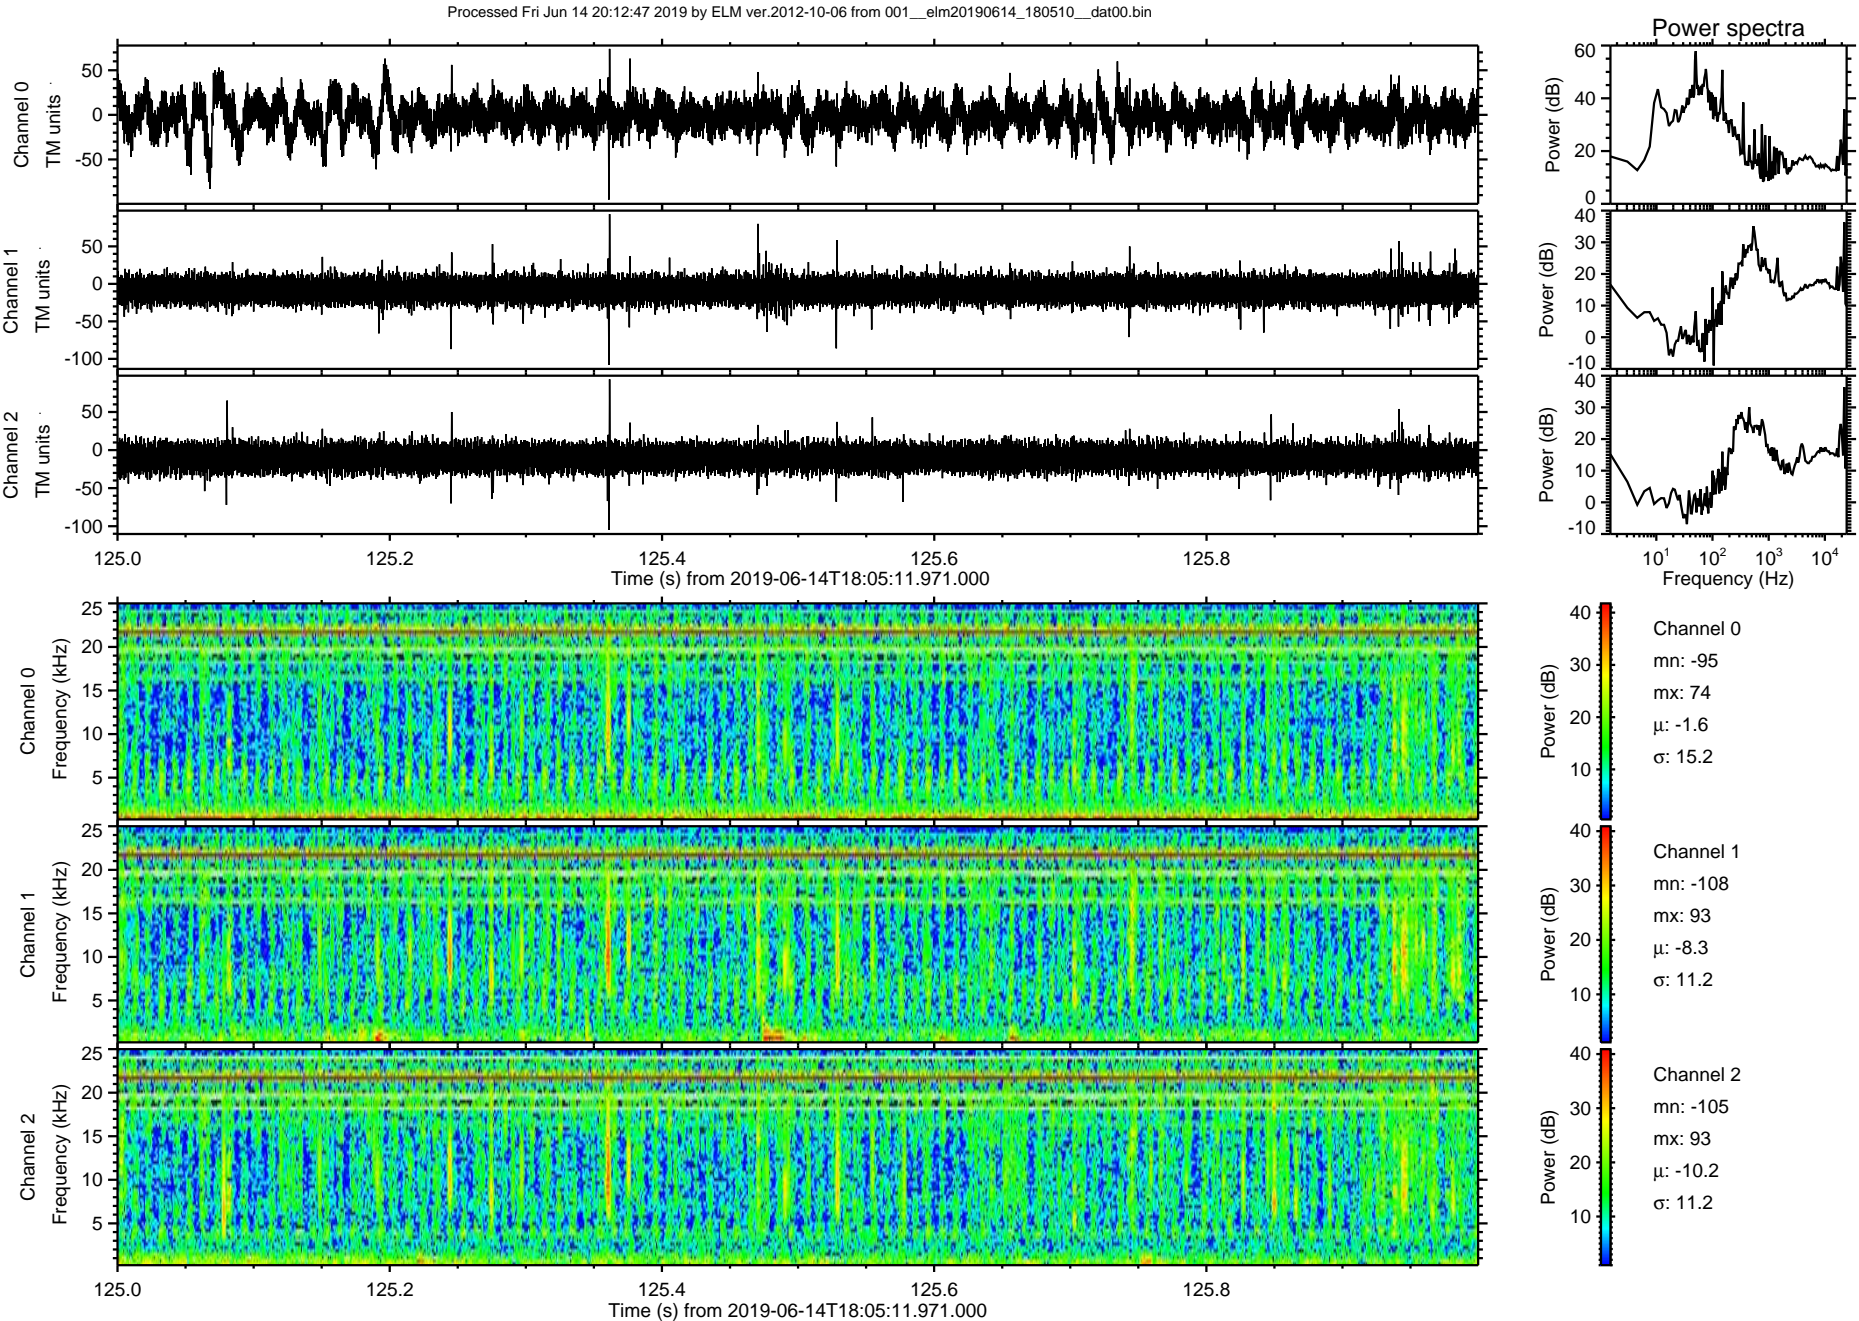 Processed Fri Jun 14 20:12:47 2019 by ELM ver.2012-10-06 from 001__elm20190614_180510__dat00.bin
Power spectra
Channel 0
TM units
50
0
-50
Power (dB)
60
40
20
0
Channel 1
TM units
50
0
-50
-100
Power (dB)
40
30
20
10
0
-10
Channel 2
TM units
50
0
-50
-100
Power (dB)
40
30
20
10
0
-10
125.0 125.2 125.4 125.6 125.8
Time (s) from 2019-06-14T18:05:11.971.000
10^1 10^2 10^3 10^4
Frequency (Hz)
Channel 0
Frequency (kHz)
25
20
15
10
5
Power (dB)
40
30
20
10
Channel 0
mn: -95
mx: 74
μ: -1.6
σ: 15.2
Channel 1
Frequency (kHz)
25
20
15
10
5
Power (dB)
40
30
20
10
Channel 1
mn: -108
mx: 93
μ: -8.3
σ: 11.2
Channel 2
Frequency (kHz)
25
20
15
10
5
Power (dB)
40
30
20
10
Channel 2
mn: -105
mx: 93
μ: -10.2
σ: 11.2
125.0 125.2 125.4 125.6 125.8
Time (s) from 2019-06-14T18:05:11.971.000